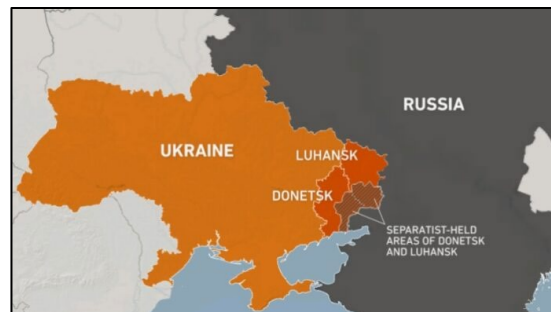 RUSSIA
UKRAINE
LUHANSK
DONETSK
SEPARATIST-HELD
AREAS OF DONETSK
AND LUHANSK